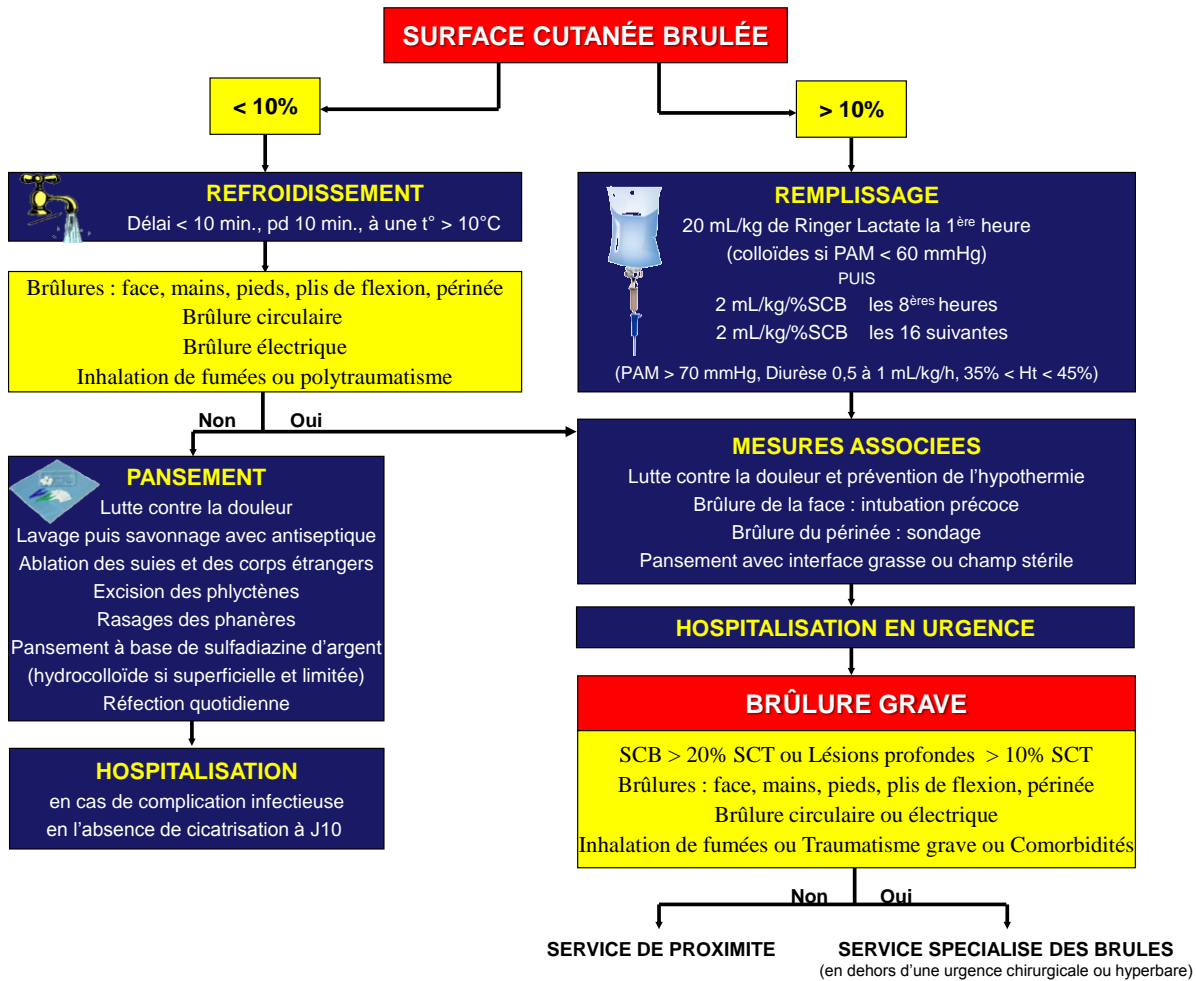 SURFACE CUTANÉE BRULÉE
< 10%
> 10%
REFROIDISSEMENT
Délai < 10 min., pd 10 min., à une t° > 10°C
Brûlures : face, mains, pieds, plis de flexion, périnée
Brûlure circulaire
Brûlure électrique
Inhalation de fumées ou polytraumatisme
Non Oui
PANSEMENT
Lutte contre la douleur
Lavage puis savonnage avec antiseptique
Ablation des suies et des corps étrangers
Excision des phlyctènes
Rasages des phanères
Pansement à base de sulfadiazine d'argent
(hydrocolloïde si superficielle et limitée)
Réfection quotidienne
HOSPITALISATION
en cas de complication infectieuse
en l'absence de cicatrisation à J10
REMPLISSAGE
20 mL/kg de Ringer Lactate la 1ère heure
(colloïdes si PAM < 60 mmHg)
PUIS
2 mL/kg/%SCB les 8ères heures
2 mL/kg/%SCB les 16 suivantes
(PAM > 70 mmHg, Diurèse 0,5 à 1 mL/kg/h, 35% < Ht < 45%)
MESURES ASSOCIEES
Lutte contre la douleur et prévention de l'hypothermie
Brûlure de la face : intubation précoce
Brûlure du périnée : sondage
Pansement avec interface grasse ou champ stérile
HOSPITALISATION EN URGENCE
BRÛLURE GRAVE
SCB > 20% SCT ou Lésions profondes > 10% SCT
Brûlures : face, mains, pieds, plis de flexion, périnée
Brûlure circulaire ou électrique
Inhalation de fumées ou Traumatisme grave ou Comorbidités
Non Oui
SERVICE DE PROXIMITE
SERVICE SPECIALISE DES BRULES
(en dehors d'une urgence chirurgicale ou hyperbare)